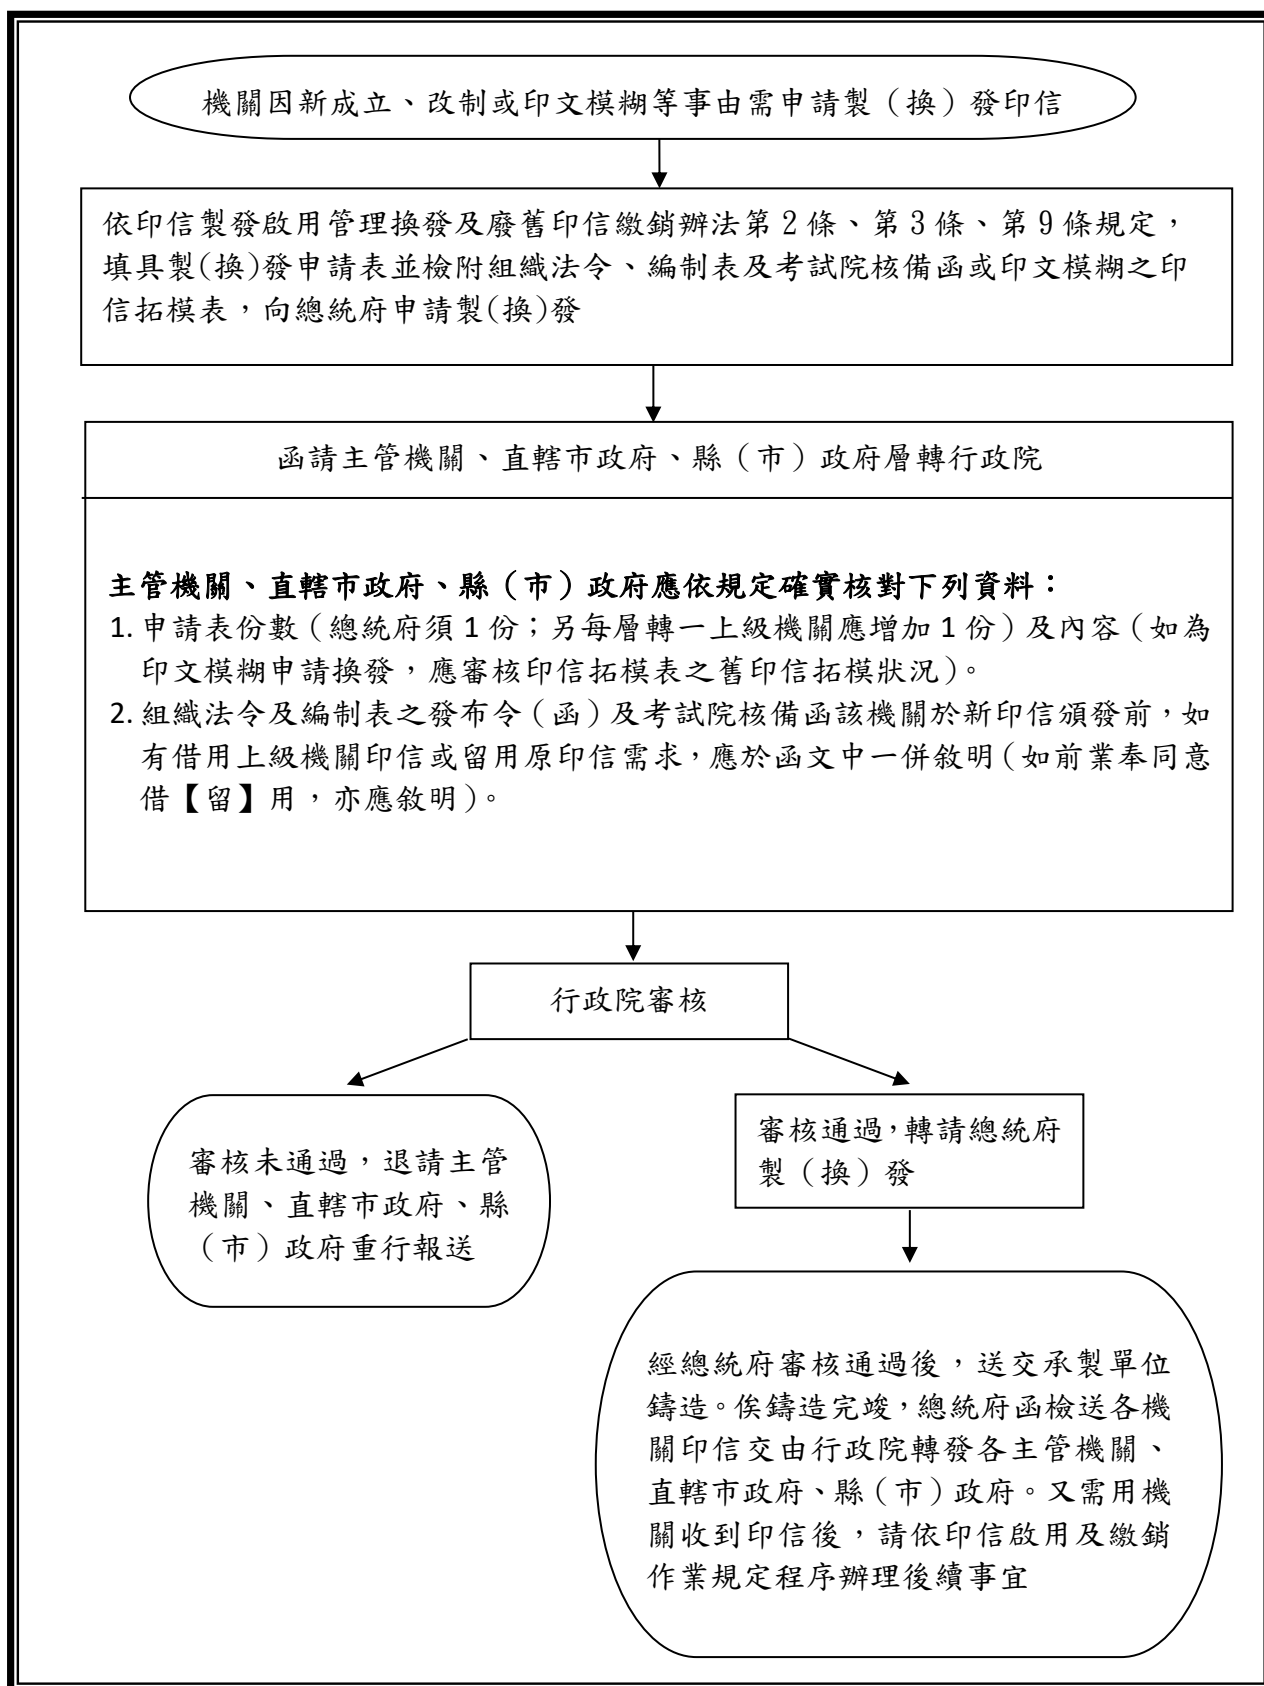 機關因新成立、改制或印文模糊等事由需申請製（換）發印信
依印信製發啟用管理換發及廢舊印信繳銷辦法第 2 條、第 3 條、第 9 條規定，
填具製(換)發申請表並檢附組織法令、編制表及考試院核備函或印文模糊之印
信拓模表，向總統府申請製(換)發
函請主管機關、直轄市政府、縣（市）政府層轉行政院
主管機關、直轄市政府、縣（市）政府應依規定確實核對下列資料：
1. 申請表份數（總統府須 1 份；另每層轉一上級機關應增加 1 份）及內容（如為
印文模糊申請換發，應審核印信拓模表之舊印信拓模狀況）。
2. 組織法令及編制表之發布令（函）及考試院核備函該機關於新印信頒發前，如
有借用上級機關印信或留用原印信需求，應於函文中一併敘明（如前業奉同意
借【留】用，亦應敘明）。
行政院審核
審核未通過，退請主管
機關、直轄市政府、縣
（市）政府重行報送
審核通過，轉請總統府
製（換）發
經總統府審核通過後，送交承製單位
鑄造。俟鑄造完竣，總統府函檢送各機
關印信交由行政院轉發各主管機關、
直轄市政府、縣（市）政府。又需用機
關收到印信後，請依印信啟用及繳銷
作業規定程序辦理後續事宜